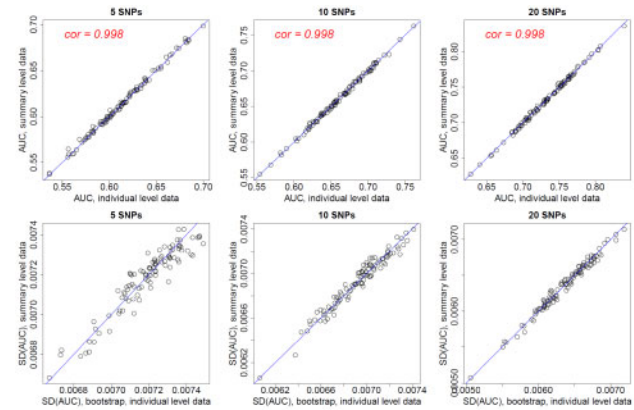 5 SNPs
10 SNPs
20 SNPs
cor = 0.998
cor = 0.998
cor = 0.998
AUC, summary level data
0.55 0.60 0.65 0.70
AUC, summary level data
0.55 0.60 0.65 0.70 0.75
AUC, summary level data
0.65 0.70 0.75 0.80
0.55 0.60 0.65 0.70
0.55 0.60 0.65 0.70 0.75
0.65 0.70 0.75 0.80
AUC, individual level data
AUC, individual level data
AUC, individual level data
5 SNPs
10 SNPs
20 SNPs
SD(AUC), summary level data
0.0068 0.0070 0.0072 0.0074
SD(AUC), summary level data
0.0062 0.0066 0.0070 0.0074
SD(AUC), summary level data
0.0050 0.0060 0.0070
0.0068 0.0070 0.0072 0.0074
0.0062 0.0066 0.0070 0.0074
0.0050 0.0060 0.0070
SD(AUC), bootstrap, individual level data
SD(AUC), bootstrap, individual level data
SD(AUC), bootstrap, individual level data